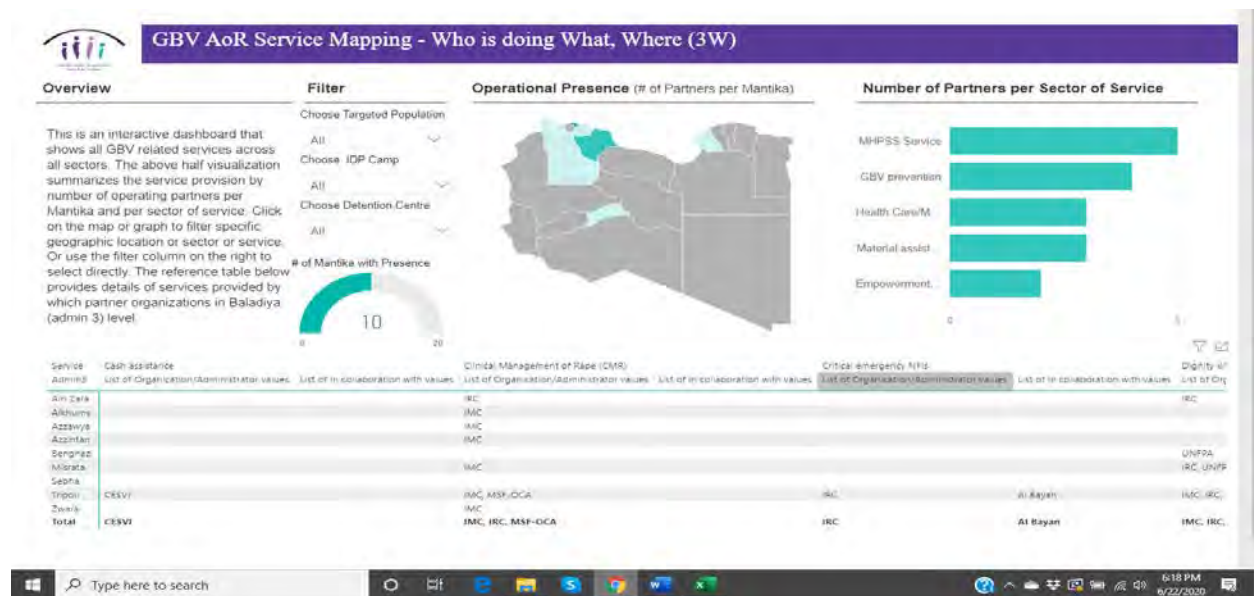 GBV AoR Service Mapping - Who is doing What, Where (3W)
Overview
This is an interactive dashboard that
shows all GBV related services across
all sectors. The above half visualization
summarizes the service provision by
number of operating partners per
Mantika and per sector of service. Click
on the map or graph to filter specific
geographic location or sector or service.
Or use the filter column on the right to
select directly. The reference table below
provides details of services provided by
which partner organizations in Baladiya
(admin 3) level.
Filter
Choose Targeted Population
All
Choose IDP Camp
All
Choose Detention Centre
All
# of Mantika with Presence
10
0 20
Operational Presence (# of Partners per Mantika)
Number of Partners per Sector of Service
MHPSS Service
GBV prevention
Health Care/M...
Material assist...
Empowerment...
0 5
Service Cash assistance Clinical Management of Rape (CMR) Critical emergency NFIs Dignity
Admin3 List of Organization/Administrator values List of In collaboration with values List of Organization/Administrator values List of In collaboration with values List of Organization/Administrator values List of In collaboration with values List of Org
Ain Zara IRC IRC
Alkhums IMC
Azzawya IMC
Azzintan IMC
Benghazi UNFPA
Misrata IMC IRC, UNFP
Sebha
Tripoli CESVI IMC, MSF-OCA IRC Al Bayan IMC, IRC,
Zwara IMC
Total CESVI IMC, IRC, MSF-OCA IRC Al Bayan IMC, IRC,
Type here to search
6:18 PM
6/22/2020